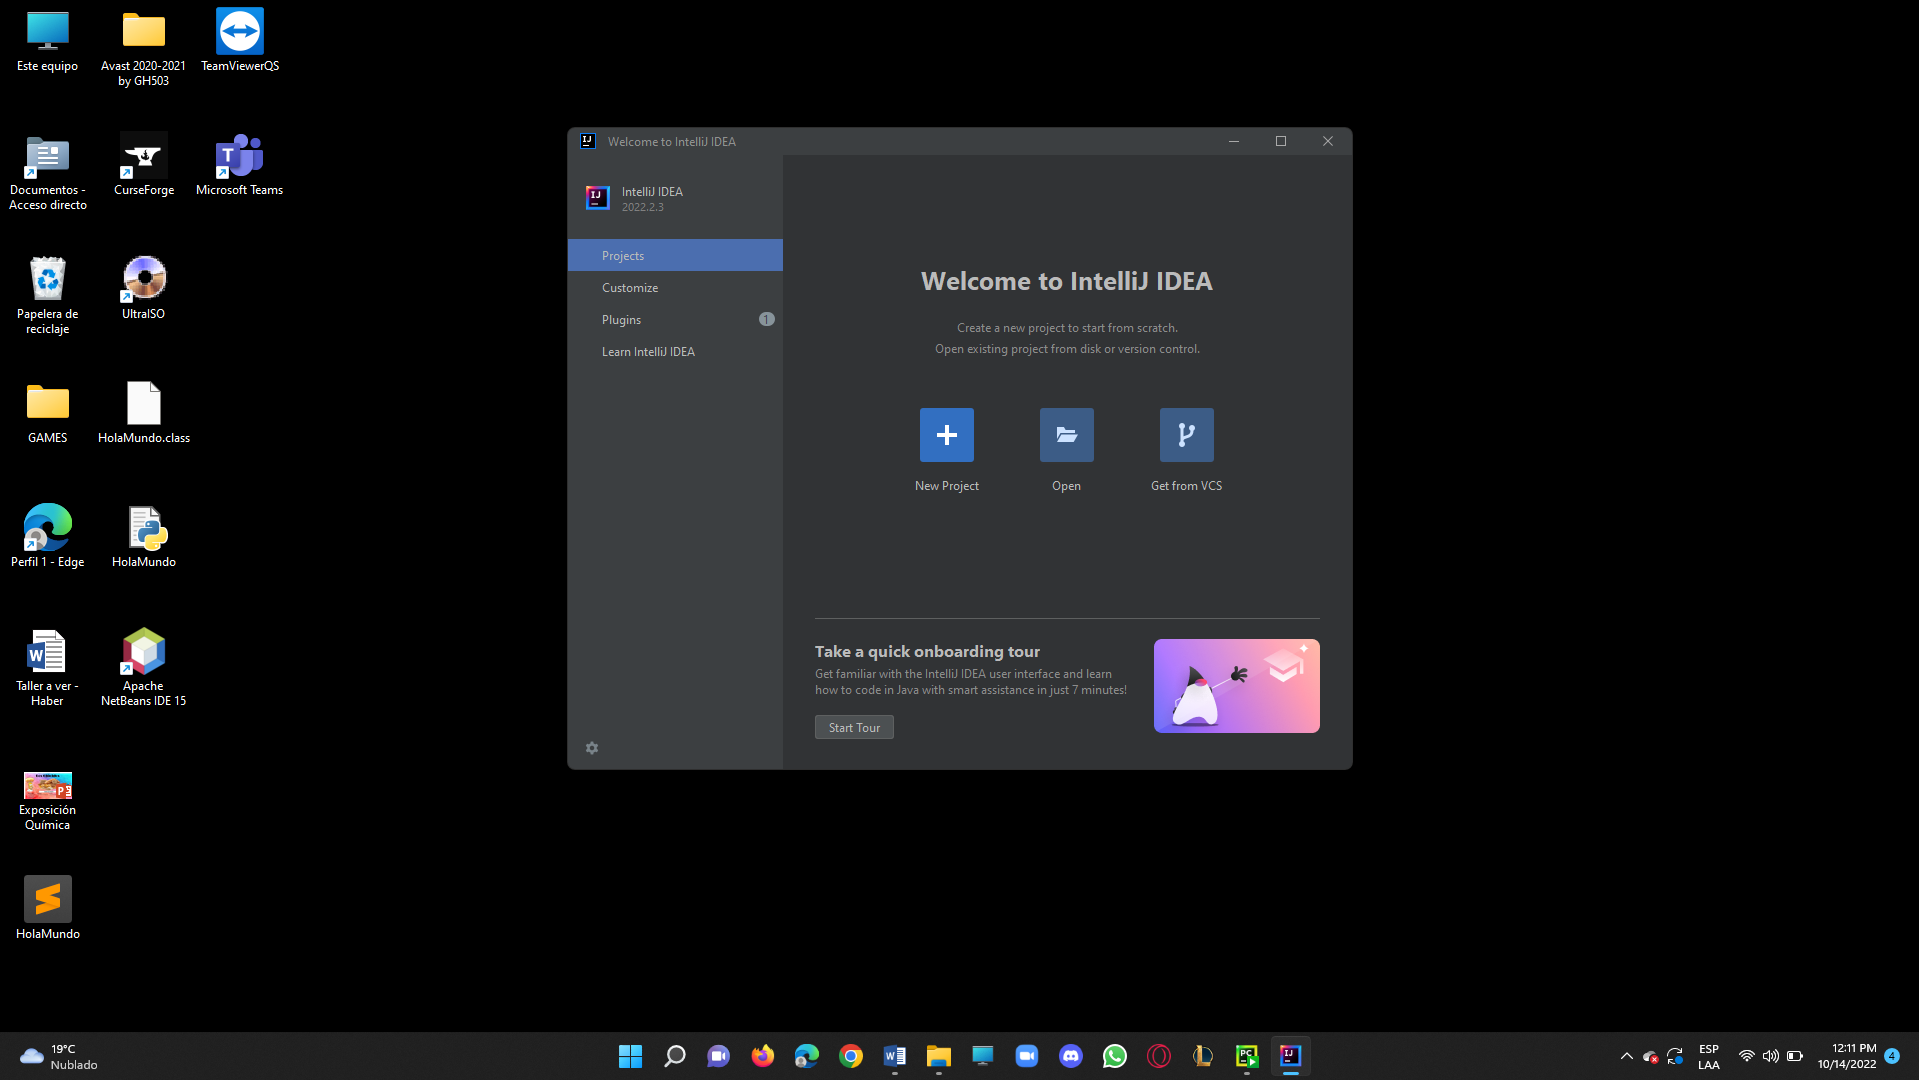 Este equipo
Avast 2020-2021
by GH503
TeamViewerQS
Documentos -
Acceso directo
CurseForge
Microsoft Teams
Papelera de
reciclaje
UltraISO
GAMES
HolaMundo.class
Perfil 1 - Edge
HolaMundo
Taller a ver -
Haber
Apache
NetBeans IDE 15
Exposición
Química
HolaMundo
Welcome to IntelliJ IDEA
IntelliJ IDEA
2022.2.3
Projects
Customize
Plugins
1
Learn IntelliJ IDEA
Welcome to IntelliJ IDEA
Create a new project to start from scratch.
Open existing project from disk or version control.
New Project
Open
Get from VCS
Take a quick onboarding tour
Get familiar with the IntelliJ IDEA user interface and learn
how to code in Java with smart assistance in just 7 minutes!
Start Tour
19°C
Nublado
ESP
LAA
12:11 PM
10/14/2022
4